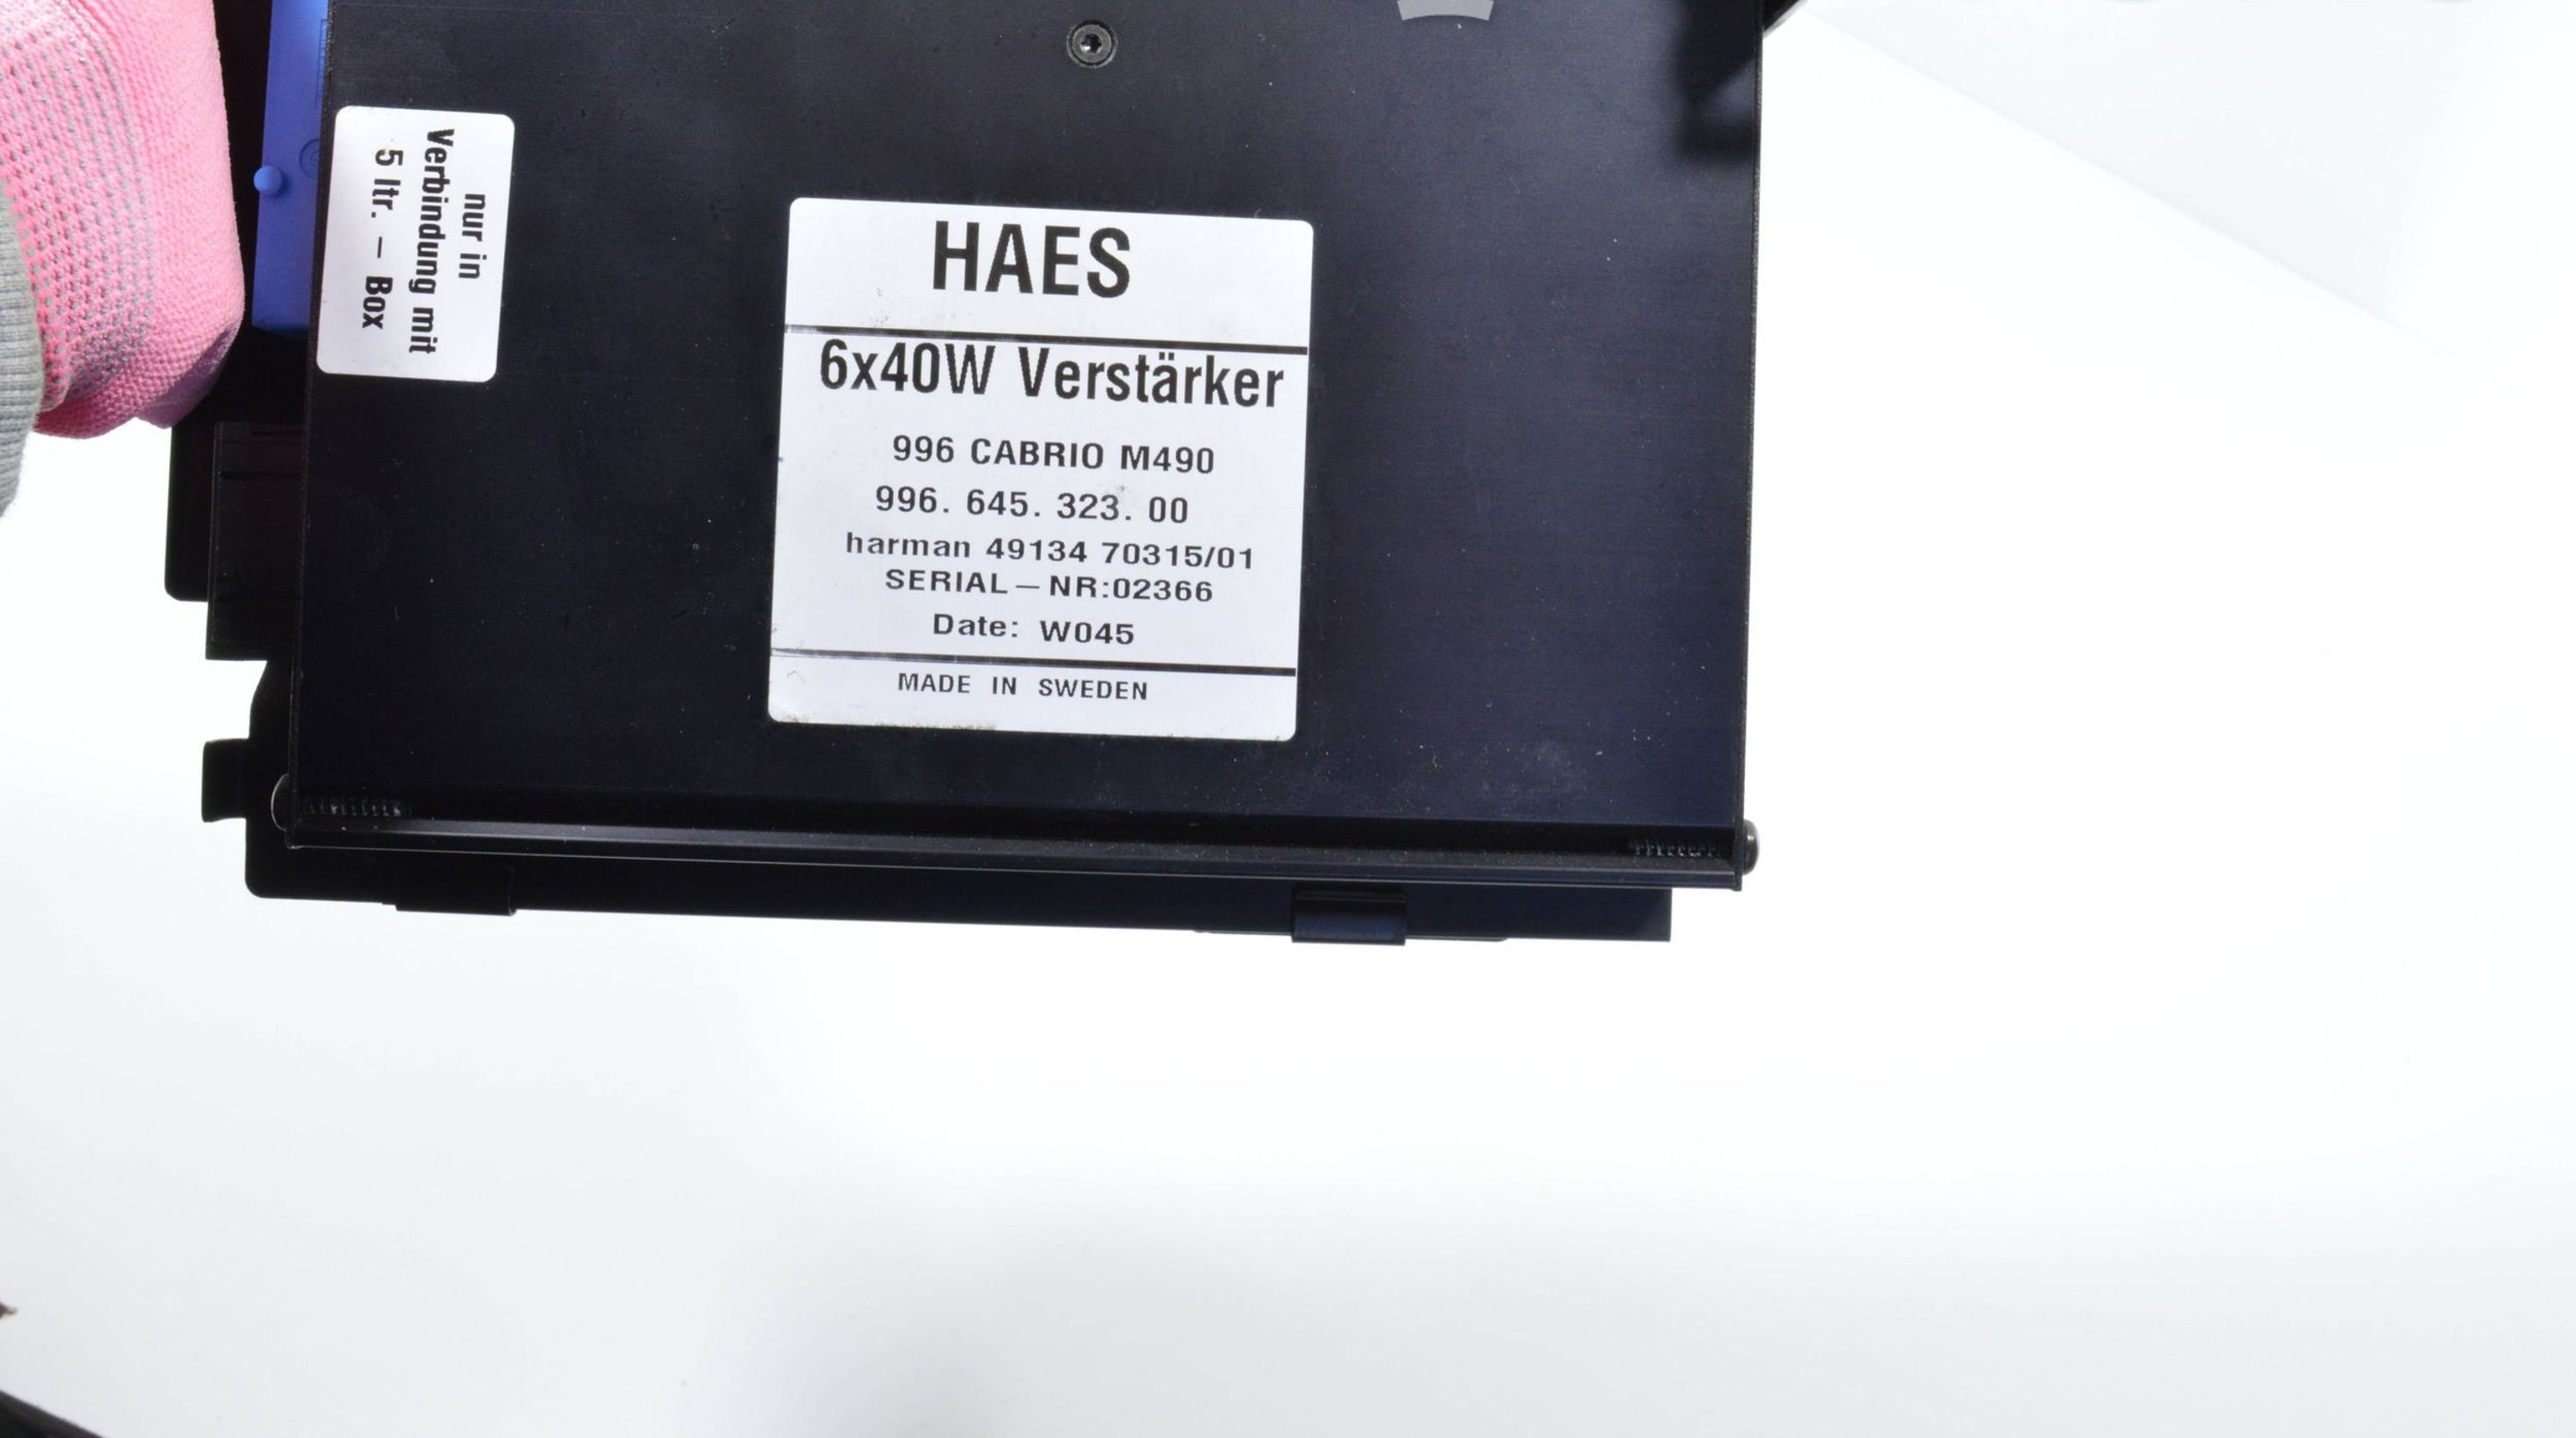 nur in
Verbindung mit
5 ltr. – Box
HAES
6x40W Verstärker
996 CABRIO M490
996. 645. 323. 00
harman 49134 70315/01
SERIAL – NR:02366
Date: W045
MADE IN SWEDEN